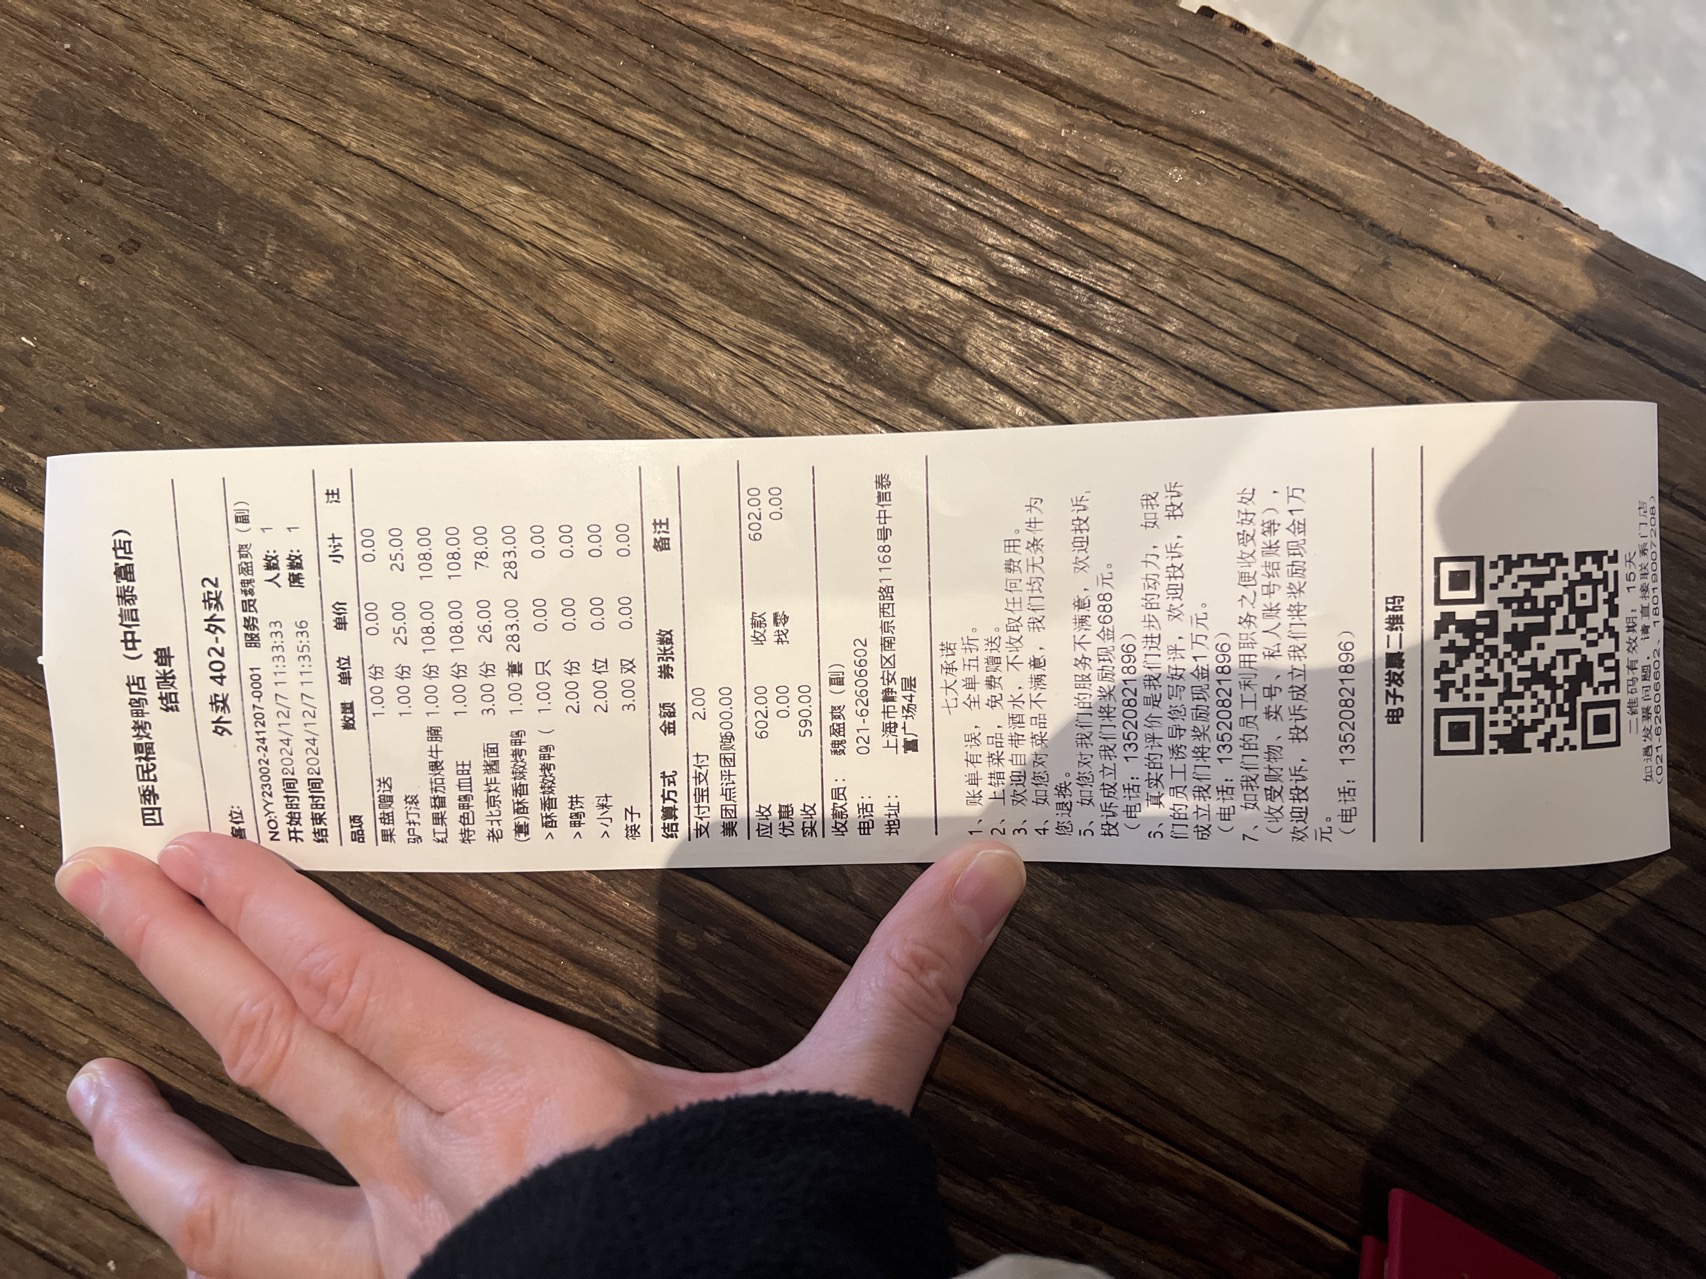 四季民福烤鸭店（中信泰富店）
结账单
外卖 402-外卖2
客位：
NO:YY23002-241207-0001 服务员:魏盈爽（副）
开始时间2024/12/7 11:33:33 人数: 1
结束时间2024/12/7 11:35:36 席数: 1
品项 数量 单位 单价 小计 注
果盘赠送 1.00 份 0.00 0.00
驴打滚 1.00 份 25.00 25.00
红果番茄煨牛腩 1.00 份 108.00 108.00
特色鸭血旺 1.00 份 108.00 108.00
老北京炸酱面 3.00 份 26.00 78.00
(套)酥香嫩烤鸭 1.00 套 283.00 283.00
> 酥香嫩烤鸭 ( 1.00 只 0.00 0.00
> 鸭饼 2.00 份 0.00 0.00
> 小料 2.00 位 0.00 0.00
筷子 3.00 双 0.00 0.00
结算方式 金额 券张数 备注
支付宝支付 2.00
美团点评团购600.00
应收 602.00 收款 602.00
优惠 0.00 找零 0.00
实收 590.00
收款员： 魏盈爽（副）
电话： 021-62606602
地址： 上海市静安区南京西路1168号中信泰
富广场4层
七大承诺
1、账单有误，全单五折。
2、上错菜品，免费赠送。
3、欢迎自带酒水，不收取任何费用。
4、如您对菜品不满意，我们均无条件为
您退换。
5、如您对我们的服务不满意，欢迎投诉，
投诉成立我们将奖励现金688元。
（电话：13520821896）
6、真实的评价是我们进步的动力，如我
们的员工诱导您写好评，欢迎投诉，投诉
成立我们将奖励现金1万元。
（电话：13520821896）
7、如我们的员工利用职务之便收受好处
（收受财物、卖号、私人账号结账等），
欢迎投诉，投诉成立我们将奖励现金1万
元。
（电话：13520821896）
电子发票二维码
二维码有效期：15天
如遇发票问题，请直接联系门店
（021-62606602、18019007208）